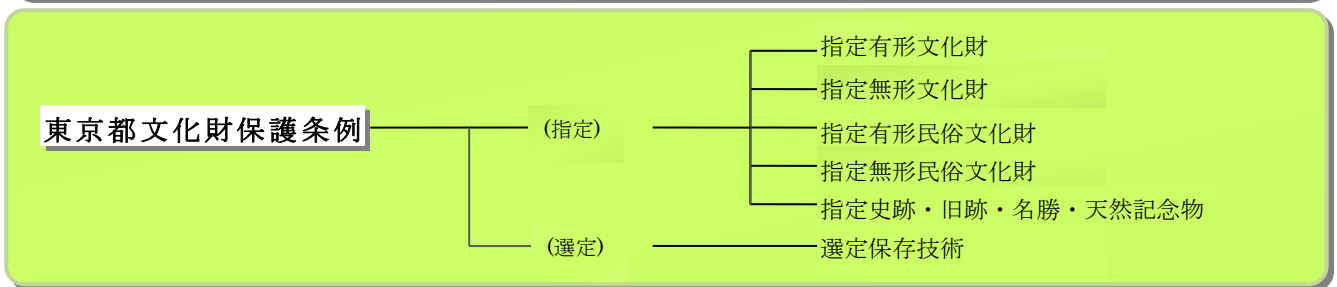 指定有形文化財
指定無形文化財
東京都文化財保護条例
(指定)
指定有形民俗文化財
指定無形民俗文化財
指定史跡・旧跡・名勝・天然記念物
(選定)
選定保存技術